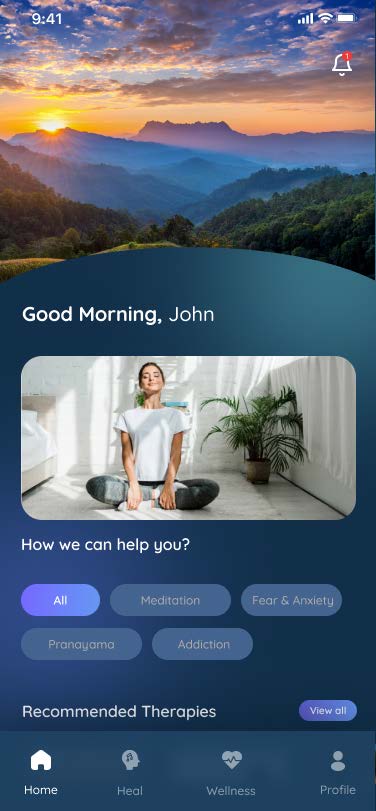 9:41
1
Good Morning, John
How we can help you?
All Meditation Fear & Anxiety
Pranayama Addiction
Recommended Therapies View all
Home Heal Wellness Profile